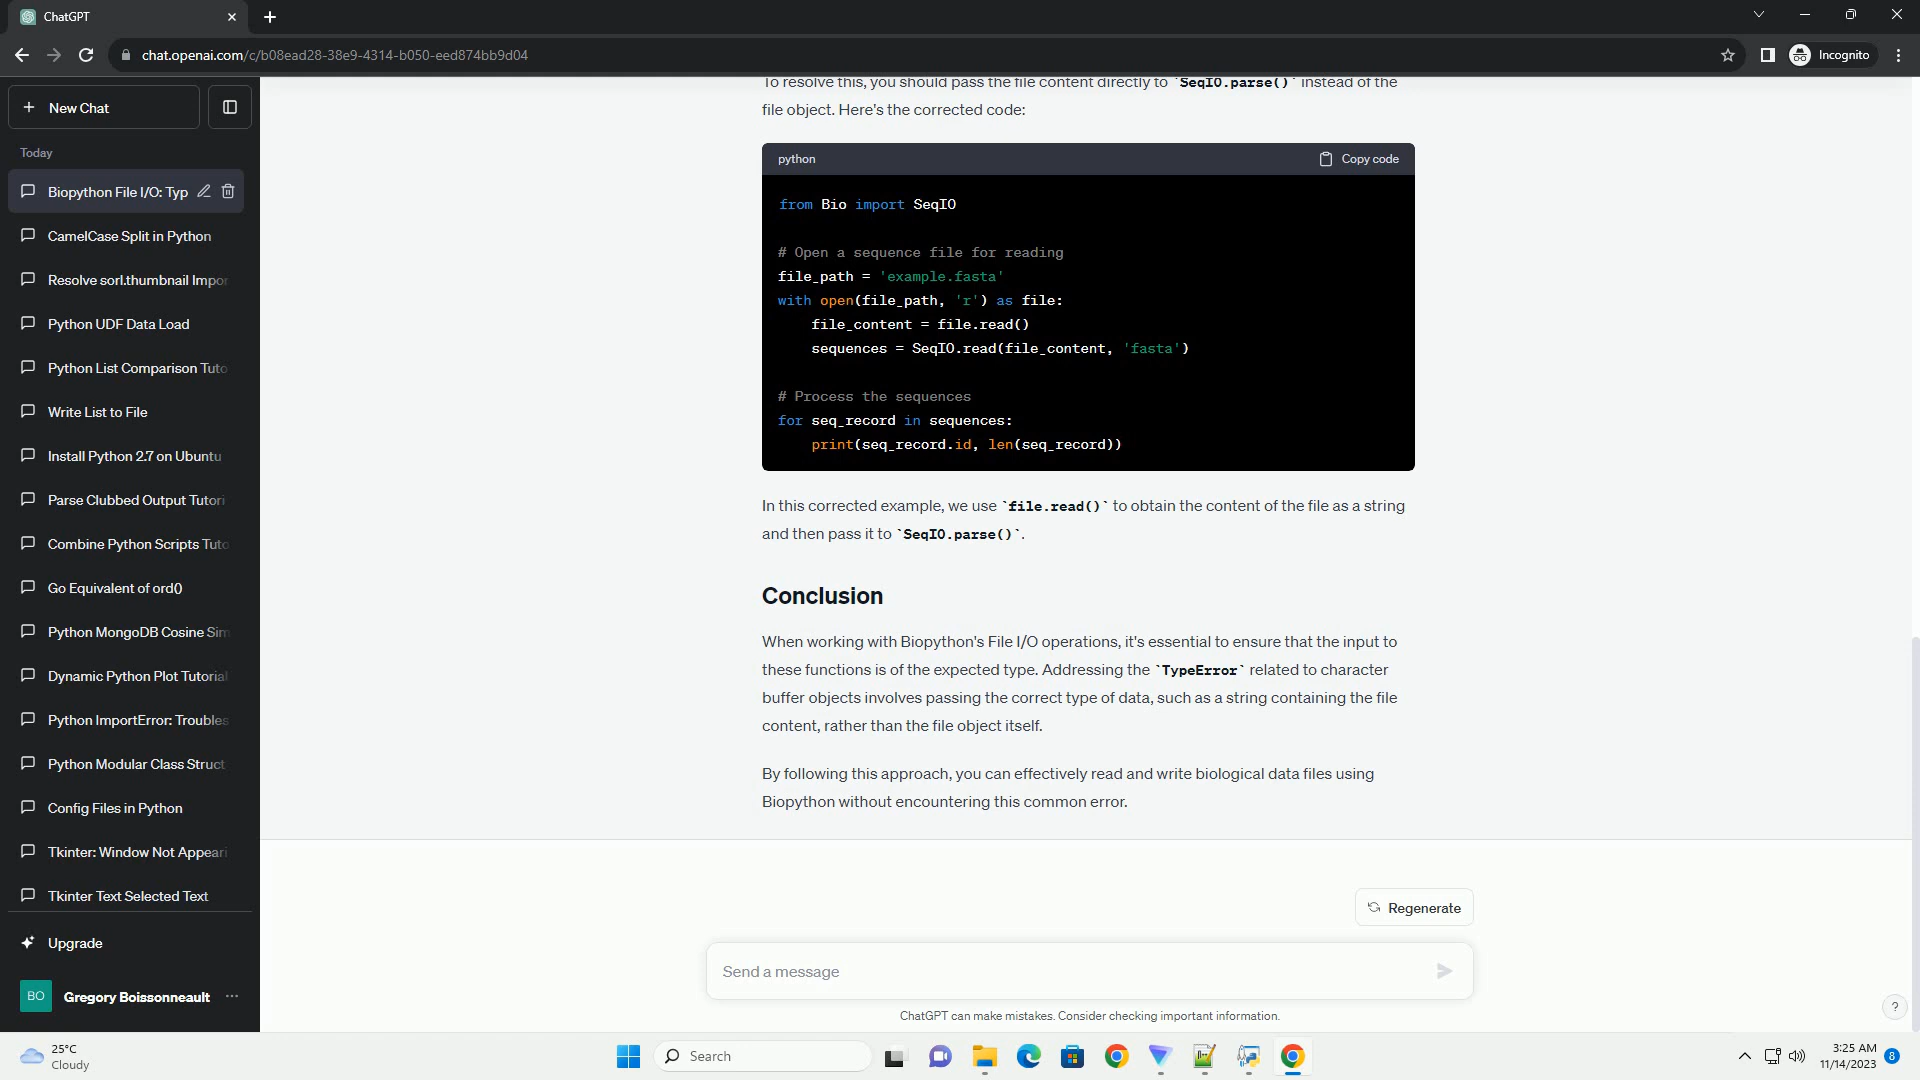 ChatGPT
chat.openai.com/c/b08ead28-38e9-4314-b050-eed874bb9d04
Incognito
New Chat
Today
Biopython File I/O: Typ
CamelCase Split in Python
Resolve sorl.thumbnail Impor
Python UDF Data Load
Python List Comparison Tuto
Write List to File
Install Python 2.7 on Ubuntu
Parse Clubbed Output Tutori
Combine Python Scripts Tuto
Go Equivalent of ord()
Python MongoDB Cosine Sim
Dynamic Python Plot Tutorial
Python ImportError: Troubles
Python Modular Class Struct
Config Files in Python
Tkinter: Window Not Appeari
Tkinter Text Selected Text
Upgrade
BO Gregory Boissonneault
To resolve this, you should pass the file content directly to `SeqIO.parse()` instead of the
file object. Here's the corrected code:
python Copy code
from Bio import SeqIO
# Open a sequence file for reading
file_path = 'example.fasta'
with open(file_path, 'r') as file:
    file_content = file.read()
    sequences = SeqIO.read(file_content, 'fasta')
# Process the sequences
for seq_record in sequences:
    print(seq_record.id, len(seq_record))
In this corrected example, we use `file.read()` to obtain the content of the file as a string
and then pass it to `SeqIO.parse()`.
Conclusion
When working with Biopython's File I/O operations, it's essential to ensure that the input to
these functions is of the expected type. Addressing the `TypeError` related to character
buffer objects involves passing the correct type of data, such as a string containing the file
content, rather than the file object itself.
By following this approach, you can effectively read and write biological data files using
Biopython without encountering this common error.
Regenerate
Send a message
ChatGPT can make mistakes. Consider checking important information.
?
25°C
Cloudy
Search
3:25 AM
11/14/2023
8